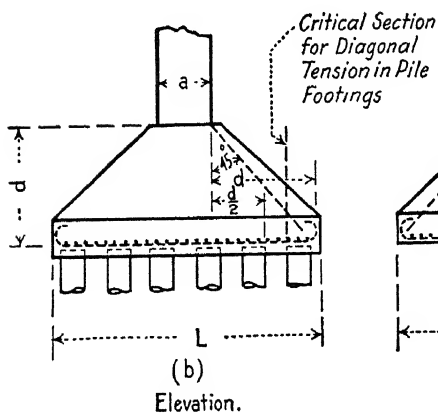 Critical Section
for Diagonal
Tension in Pile
Footings
a
d
45°
d
d/2
L
(b)
Elevation.